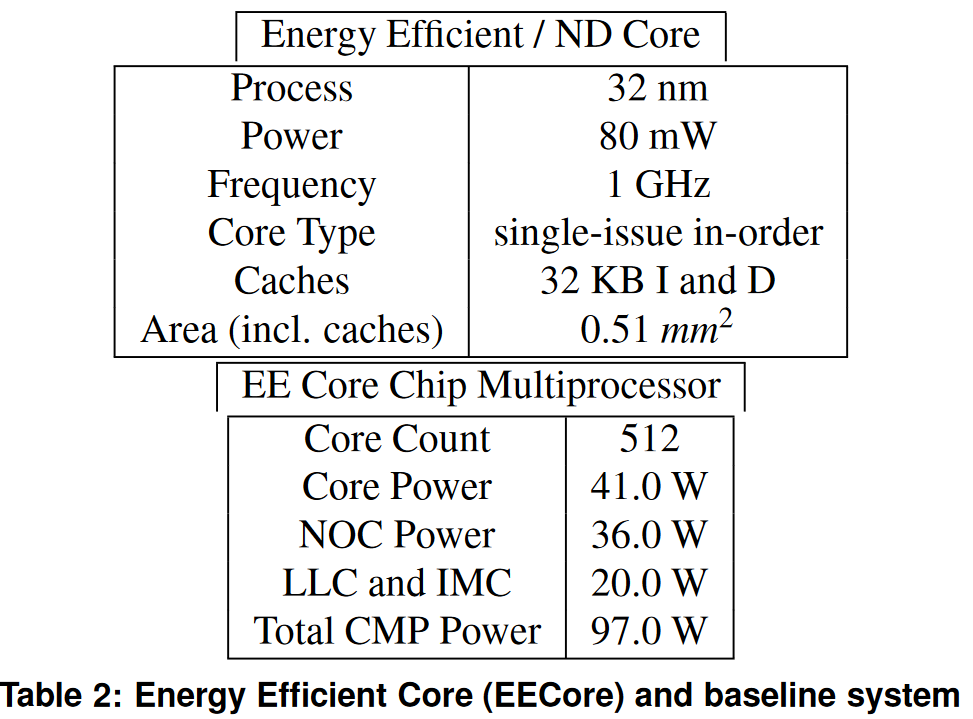 Energy Efficient / ND Core
Process 32 nm
Power 80 mW
Frequency 1 GHz
Core Type single-issue in-order
Caches 32 KB I and D
Area (incl. caches) 0.51 mm²
EE Core Chip Multiprocessor
Core Count 512
Core Power 41.0 W
NOC Power 36.0 W
LLC and IMC 20.0 W
Total CMP Power 97.0 W
Table 2: Energy Efficient Core (EECore) and baseline system